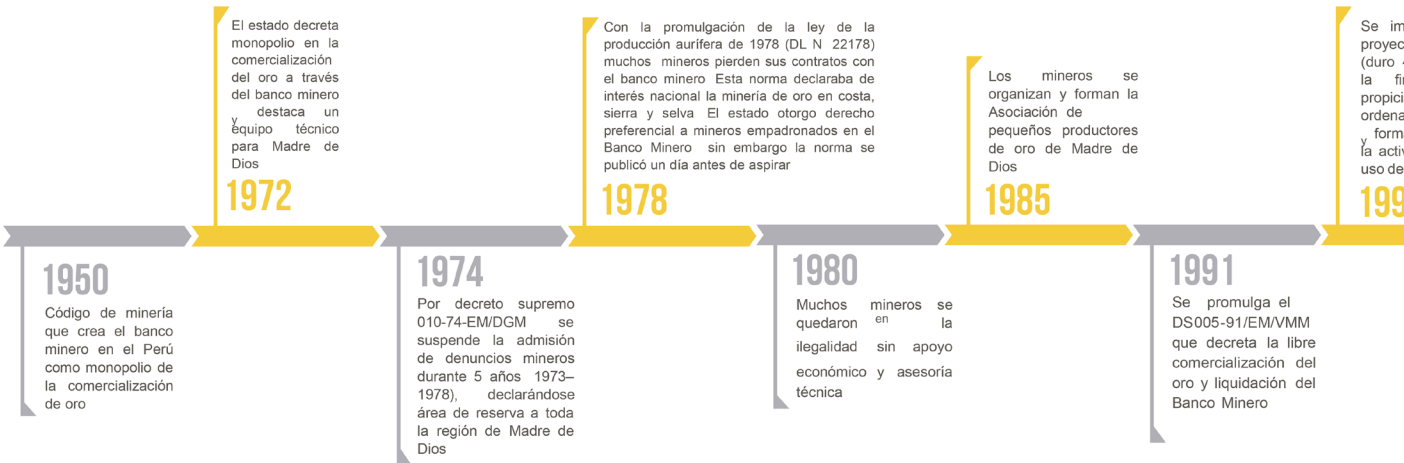 El estado decreta
monopolio en la
comercialización
del oro a través
del banco minero
y destaca un
equipo técnico
para Madre de
Dios
1972
Con la promulgación de la ley de la
producción aurífera de 1978 (DL N 22178)
muchos mineros pierden sus contratos con
el banco minero Esta norma declaraba de
interés nacional la minería de oro en costa,
sierra y selva El estado otorgo derecho
preferencial a mineros empadronados en el
Banco Minero sin embargo la norma se
publicó un día antes de aspirar
1978
Los mineros se
organizan y forman la
Asociación de
pequeños productores
de oro de Madre de
Dios
1985
Se
(duro
la
y
uso de
1950
Código de minería
que crea el banco
minero en el Perú
como monopolio de
la comercialización
de oro
1974
Por decreto supremo
010-74-EM/DGM se
suspende la admisión
de denuncios mineros
durante 5 años 1973–
1978), declarándose
área de reserva a toda
la región de Madre de
Dios
1980
Muchos mineros se
quedaron en la
ilegalidad sin apoyo
económico y asesoría
técnica
1991
Se promulga el
DS005-91/EM/VMM
que decreta la libre
comercialización del
oro y liquidación del
Banco Minero